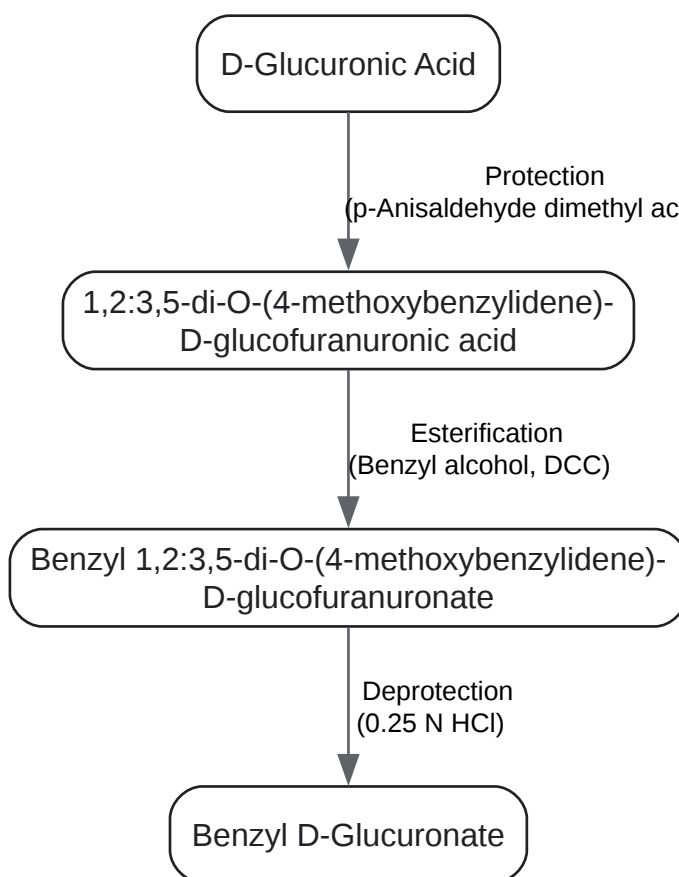 D-Glucuronic Acid
Protection
(p-Anisaldehyde dimethyl ac
1,2:3,5-di-O-(4-methoxybenzylidene)-
D-glucofuranuronic acid
Esterification
(Benzyl alcohol, DCC)
Benzyl 1,2:3,5-di-O-(4-methoxybenzylidene)-
D-glucofuranuronate
Deprotection
(0.25 N HCl)
Benzyl D-Glucuronate